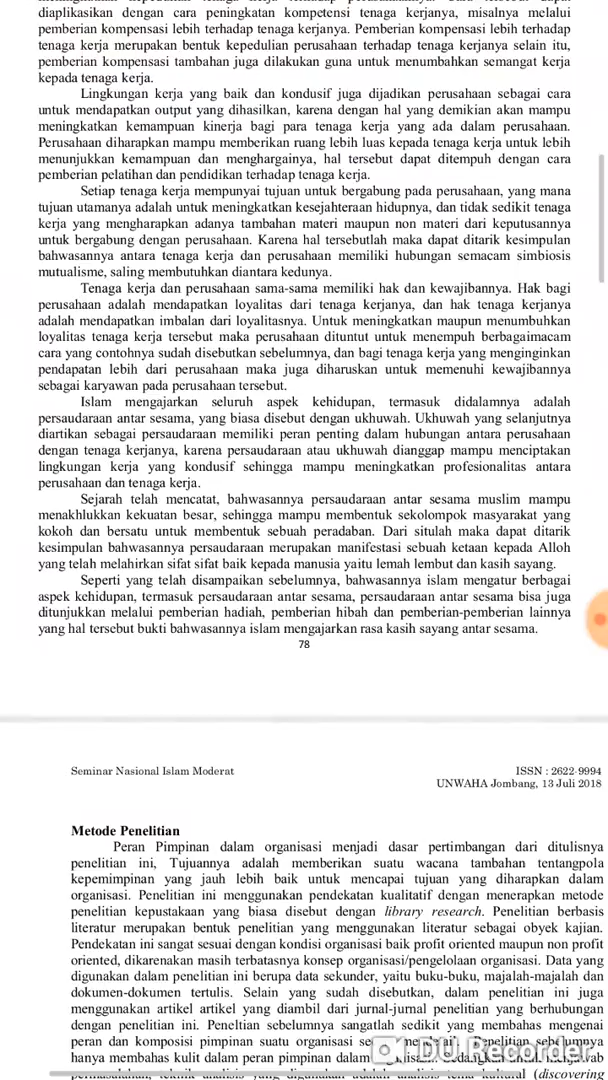 diaplikasikan dengan cara peningkatan kompetensi tenaga kerjanya, misalnya melalui
pemberian kompensasi lebih terhadap tenaga kerjanya. Pemberian kompensasi lebih terhadap
tenaga kerja merupakan bentuk kepedulian perusahaan terhadap tenaga kerjanya selain itu,
pemberian kompensasi tambahan juga dilakukan guna untuk menumbuhkan semangat kerja
kepada tenaga kerja.
Lingkungan kerja yang baik dan kondusif juga dijadikan perusahaan sebagai cara
untuk mendapatkan output yang dihasilkan, karena dengan hal yang demikian akan mampu
meningkatkan kemampuan kinerja bagi para tenaga kerja yang ada dalam perusahaan.
Perusahaan diharapkan mampu memberikan ruang lebih luas kepada tenaga kerja untuk lebih
menunjukkan kemampuan dan menghargainya, hal tersebut dapat ditempuh dengan cara
pemberian pelatihan dan pendidikan terhadap tenaga kerja.
Setiap tenaga kerja mempunyai tujuan untuk bergabung pada perusahaan, yang mana
tujuan utamanya adalah untuk meningkatkan kesejahteraan hidupnya, dan tidak sedikit tenaga
kerja yang mengharapkan adanya tambahan materi maupun non materi dari keputusannya
untuk bergabung dengan perusahaan. Karena hal tersebutlah maka dapat ditarik kesimpulan
bahwasannya antara tenaga kerja dan perusahaan memiliki hubungan semacam simbiosis
mutualisme, saling membutuhkan diantara kedunya.
Tenaga kerja dan perusahaan sama-sama memiliki hak dan kewajibannya. Hak bagi
perusahaan adalah mendapatkan loyalitas dari tenaga kerjanya, dan hak tenaga kerjanya
adalah mendapatkan imbalan dari loyalitasnya. Untuk meningkatkan maupun menumbuhkan
loyalitas tenaga kerja tersebut maka perusahaan dituntut untuk menempuh berbagaimacam
cara yang contohnya sudah disebutkan sebelumnya, dan bagi tenaga kerja yang menginginkan
pendapatan lebih dari perusahaan maka juga diharuskan untuk memenuhi kewajibannya
sebagai karyawan pada perusahaan tersebut.
Islam mengajarkan seluruh aspek kehidupan, termasuk didalamnya adalah
persaudaraan antar sesama, yang biasa disebut dengan ukhuwah. Ukhuwah yang selanjutnya
diartikan sebagai persaudaraan memiliki peran penting dalam hubungan antara perusahaan
dengan tenaga kerjanya, karena persaudaraan atau ukhuwah dianggap mampu menciptakan
lingkungan kerja yang kondusif sehingga mampu meningkatkan profesionalitas antara
perusahaan dan tenaga kerja.
Sejarah telah mencatat, bahwasannya persaudaraan antar sesama muslim mampu
menakhlukkan kekuatan besar, sehingga mampu membentuk sekolompok masyarakat yang
kokoh dan bersatu untuk membentuk sebuah peradaban. Dari situlah maka dapat ditarik
kesimpulan bahwasannya persaudaraan merupakan manifestasi sebuah ketaan kepada Alloh
yang telah melahirkan sifat sifat baik kepada manusia yaitu lemah lembut dan kasih sayang.
Seperti yang telah disampaikan sebelumnya, bahwasannya islam mengatur berbagai
aspek kehidupan, termasuk persaudaraan antar sesama, persaudaraan antar sesama bisa juga
ditunjukkan melalui pemberian hadiah, pemberian hibah dan pemberian-pemberian lainnya
yang hal tersebut bukti bahwasannya islam mengajarkan rasa kasih sayang antar sesama.
78
Seminar Nasional Islam Moderat
ISSN : 2622-9994
UNWAHA Jombang, 13 Juli 2018
Metode Penelitian
Peran Pimpinan dalam organisasi menjadi dasar pertimbangan dari ditulisnya
penelitian ini, Tujuannya adalah memberikan suatu wacana tambahan tentangpola
kepemimpinan yang jauh lebih baik untuk mencapai tujuan yang diharapkan dalam
organisasi. Penelitian ini menggunakan pendekatan kualitatif dengan menerapkan metode
penelitian kepustakaan yang biasa disebut dengan library research. Penelitian berbasis
literatur merupakan bentuk penelitian yang menggunakan literatur sebagai obyek kajian.
Pendekatan ini sangat sesuai dengan kondisi organisasi baik profit oriented maupun non profit
oriented, dikarenakan masih terbatasnya konsep organisasi/pengelolaan organisasi. Data yang
digunakan dalam penelitian ini berupa data sekunder, yaitu buku-buku, majalah-majalah dan
dokumen-dokumen tertulis. Selain yang sudah disebutkan, dalam penelitian ini juga
menggunakan artikel artikel yang diambil dari jurnal-jurnal penelitian yang berhubungan
dengan penelitian ini. Peneltian sebelumnya sangatlah sedikit yang membahas mengenai
peran dan komposisi pimpinan suatu organisasi
hanya membahas kulit dalam peran pimpinan dalam
(discovering
DU Recorder